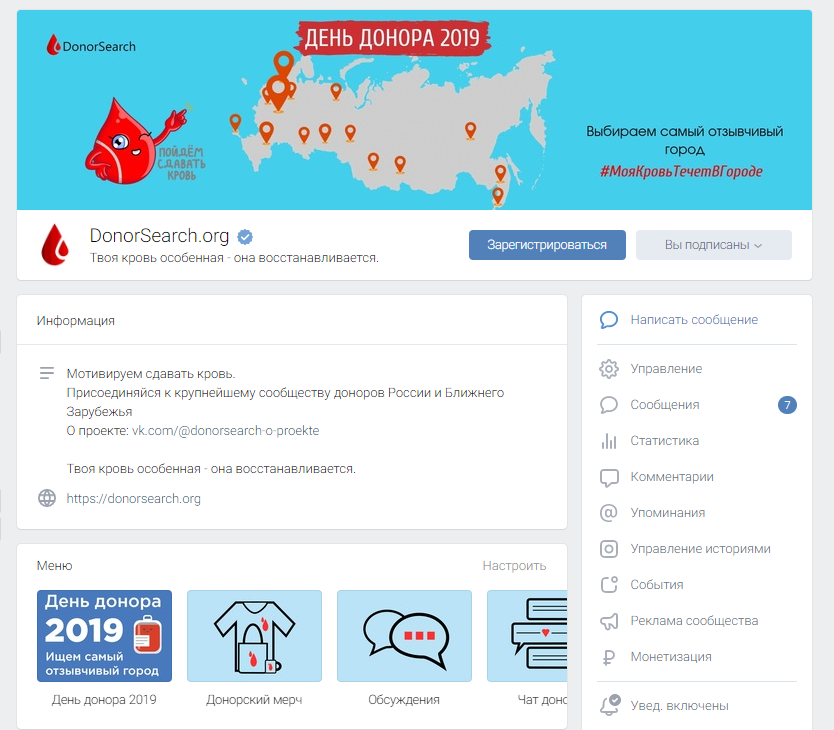 DonorSearch
ДЕНЬ ДОНОРА 2019
ПОЙДЁМ
СДАВАТЬ
КРОВЬ
Выбираем самый отзывчивый
город
#МояКровьТечетВГороде
DonorSearch.org
Твоя кровь особенная - она восстанавливается.
Зарегистрироваться
Вы подписаны
Информация
Мотивируем сдавать кровь.
Присоединяйся к крупнейшему сообществу доноров России и Ближнего
Зарубежья
О проекте: vk.com/@donorsearch-o-proekte
Твоя кровь особенная - она восстанавливается.
https://donorsearch.org
Меню
Настроить
День донора
2019
Ищем самый
отзывчивый город
День донора 2019
Донорский мерч
Обсуждения
Чат доно
Написать сообщение
Управление
Сообщения
7
Статистика
Комментарии
Упоминания
Управление историями
События
Реклама сообщества
Монетизация
Увед. включены